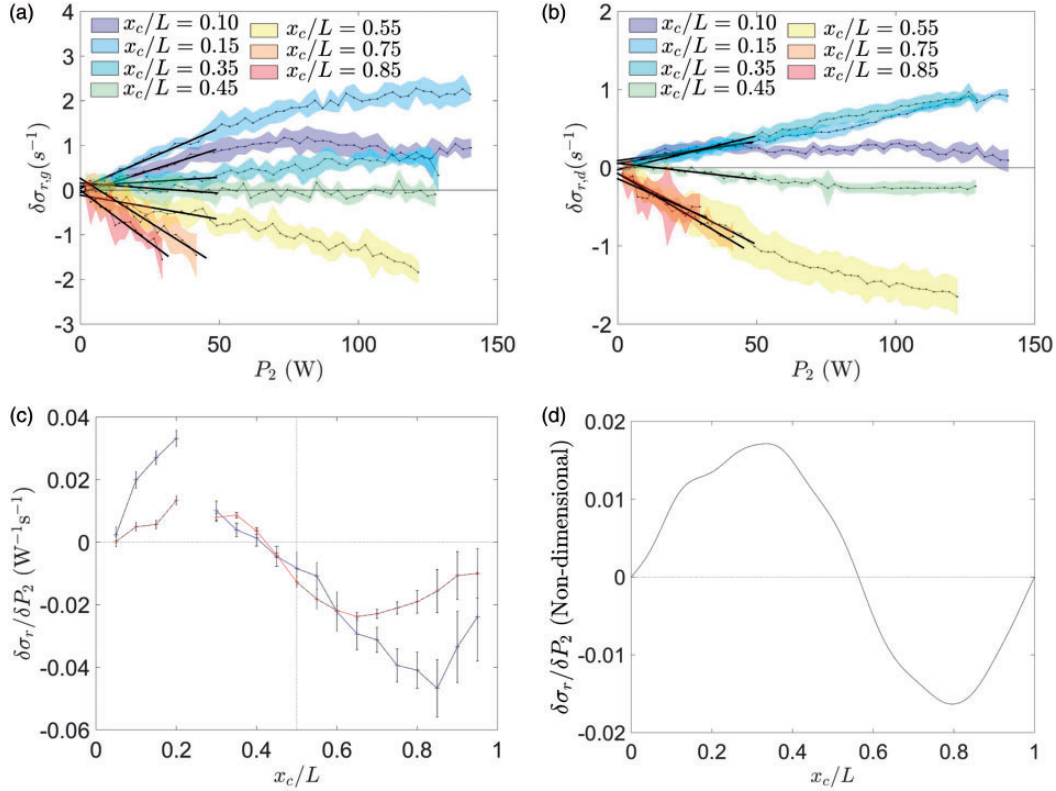 (a)
x_c/L = 0.10
x_c/L = 0.15
x_c/L = 0.35
x_c/L = 0.45
x_c/L = 0.55
x_c/L = 0.75
x_c/L = 0.85
δσ_{r,g}(s⁻¹)
4
3
2
1
0
-1
-2
-3
0 50 100 150
P₂ (W)
(b)
x_c/L = 0.10
x_c/L = 0.15
x_c/L = 0.35
x_c/L = 0.45
x_c/L = 0.55
x_c/L = 0.75
x_c/L = 0.85
δσ_{r,d}(s⁻¹)
2
1
0
-1
-2
0 50 100 150
P₂ (W)
(c)
δσ_r/δP₂ (W⁻¹s⁻¹)
0.04
0.02
0
-0.02
-0.04
-0.06
0 0.2 0.4 0.6 0.8 1
x_c/L
(d)
δσ_r/δP₂ (Non-dimensional)
0.02
0.01
0
-0.01
-0.02
0 0.2 0.4 0.6 0.8 1
x_c/L